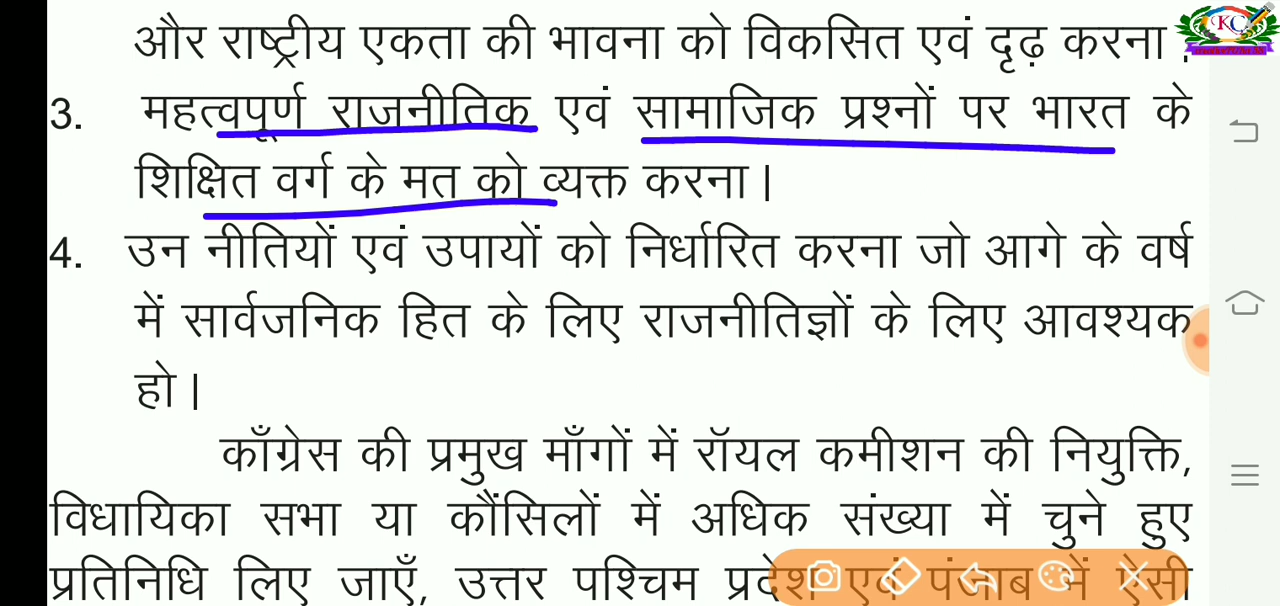 और राष्ट्रीय एकता की भावना को विकसित एवं दृढ़ करना।
3. महत्वपूर्ण राजनीतिक एवं सामाजिक प्रश्नों पर भारत के
शिक्षित वर्ग के मत को व्यक्त करना।
4. उन नीतियों एवं उपायों को निर्धारित करना जो आगे के वर्ष
में सार्वजनिक हित के लिए राजनीतिज्ञों के लिए आवश्यक
हो।
काँग्रेस की प्रमुख माँगों में रॉयल कमीशन की नियुक्ति,
विधायिका सभा या कौंसिलों में अधिक संख्या में चुने हुए
प्रतिनिधि लिए जाएँ, उत्तर पश्चिम प्रदेश एवं पंजाब में ऐसी
KC